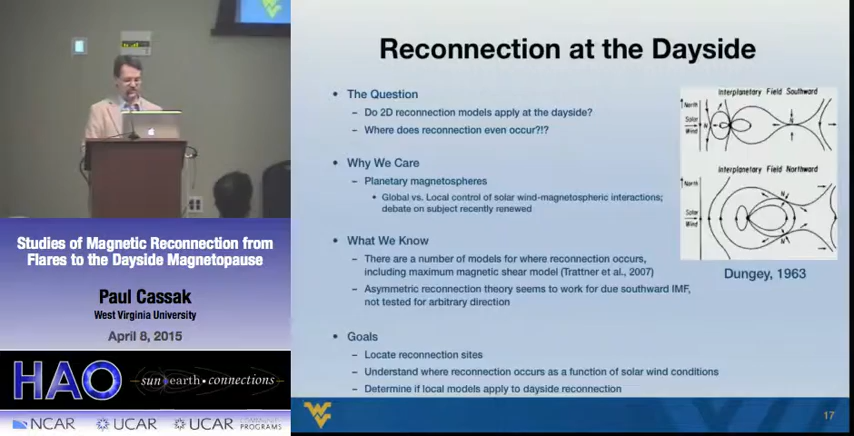 Reconnection at the Dayside
• The Question
– Do 2D reconnection models apply at the dayside?
– Where does reconnection even occur?!?
• Why We Care
– Planetary magnetospheres
• Global vs. Local control of solar wind-magnetospheric interactions;
debate on subject recently renewed
• What We Know
– There are a number of models for where reconnection occurs,
including maximum magnetic shear model (Trattner et al., 2007)
– Asymmetric reconnection theory seems to work for due southward IMF,
not tested for arbitrary direction
• Goals
– Locate reconnection sites
– Understand where reconnection occurs as a function of solar wind conditions
– Determine if local models apply to dayside reconnection
Interplanetary Field Southward
North
Solar
Wind
N
N
Interplanetary Field Northward
North
Solar
Wind
N
N
Dungey, 1963
WV
17
Studies of Magnetic Reconnection from
Flares to the Dayside Magnetopause
Paul Cassak
West Virginia University
April 8, 2015
HAO
sun earth • connections
NCAR
UCAR
UCAR
PROGRAMS